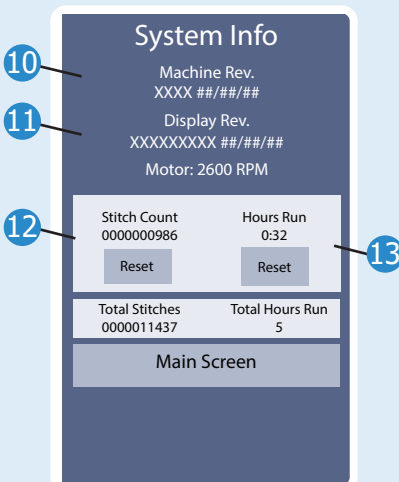 System Info
10
Machine Rev.
XXXX ##/##/##
11
Display Rev.
XXXXXXXXX ##/##/##
Motor: 2600 RPM
12
Stitch Count Hours Run
0000000986 0:32
13
Reset Reset
Total Stitches Total Hours Run
0000011437 5
Main Screen